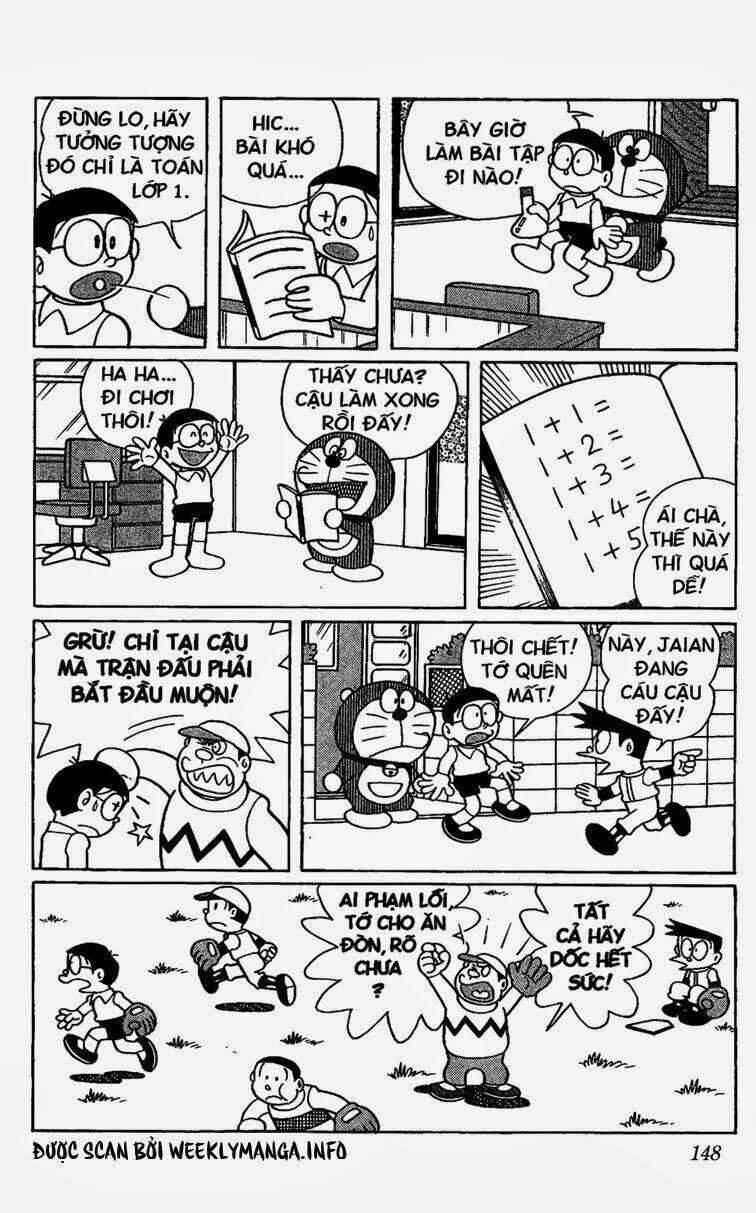 BÂY GIỜ
LÀM BÀI TẬP
ĐI NÀO!
HIC...
BÀI KHÓ
QUÁ...
ĐỪNG LO, HÃY
TƯỞNG TƯỢNG
ĐÓ CHỈ LÀ TOÁN
LỚP 1.
1 + 1 =
1 + 2 =
1 + 3 =
1 + 4 =
1 + 5
ÁI CHÀ,
THẾ NÀY
THÌ QUÁ
DỄ!
THẤY CHƯA?
CẬU LÀM XONG
RỒI ĐẤY!
HA HA...
ĐI CHƠI
THÔI!
NÀY, JAIAN
ĐANG
CÁU CẬU
ĐẤY!
THÔI CHẾT!
TỚ QUÊN
MẤT!
GRỪ! CHỈ TẠI CẬU
MÀ TRẬN ĐẤU PHẢI
BẮT ĐẦU MUỘN!
TẤT
CẢ HÃY
DỐC HẾT
SỨC!
AI PHẠM LỖI,
TỚ CHO ĂN
ĐÒN, RÕ
CHƯA
?
ĐƯỢC SCAN BỞI WEEKLYMANGA.INFO
148